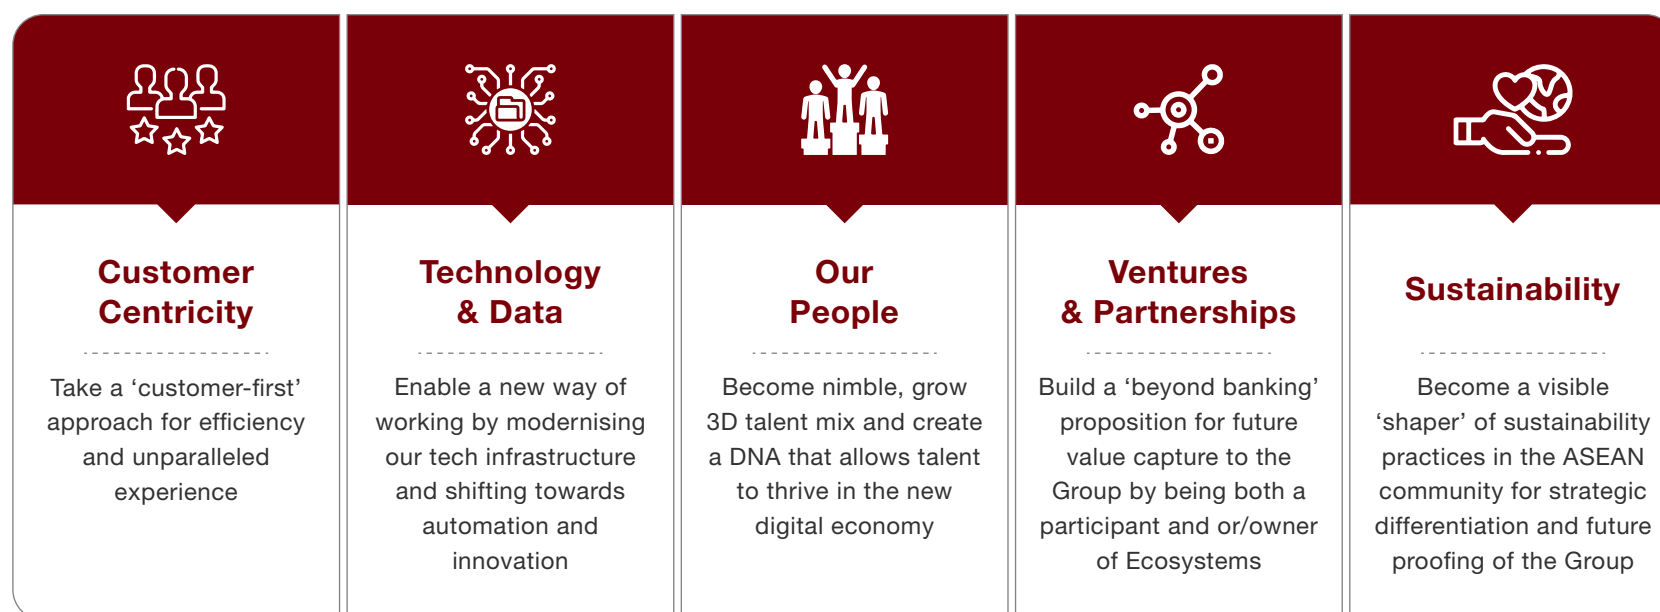 Customer
Centricity
Take a ‘customer-first’
approach for efficiency
and unparalleled
experience
Technology
& Data
Enable a new way of
working by modernising
our tech infrastructure
and shifting towards
automation and
innovation
Our
People
Become nimble, grow
3D talent mix and create
a DNA that allows talent
to thrive in the new
digital economy
Ventures
& Partnerships
Build a ‘beyond banking’
proposition for future
value capture to the
Group by being both a
participant and or/owner
of Ecosystems
Sustainability
Become a visible
‘shaper’ of sustainability
practices in the ASEAN
community for strategic
differentiation and future
proofing of the Group